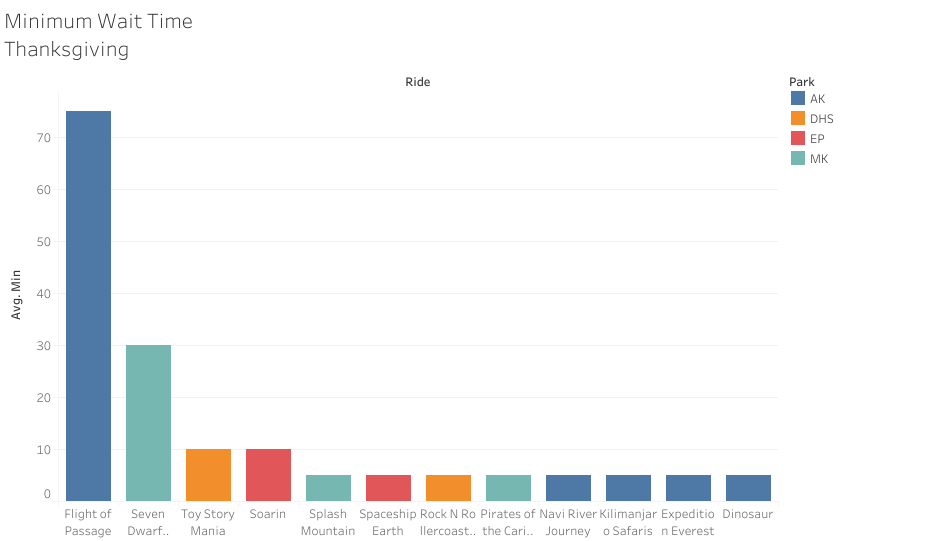 Minimum Wait Time
Thanksgiving
Ride
Park
AK
DHS
EP
MK
Avg. Min
70
60
50
40
30
20
10
0
Flight of
Passage
Seven
Dwarf..
Toy Story
Mania
Soarin
Splash
Mountain
Spaceship
Earth
Rock N Ro
llercoast..
Pirates of
the Cari..
Navi River
Journey
Kilimanjar
o Safaris
Expeditio
n Everest
Dinosaur